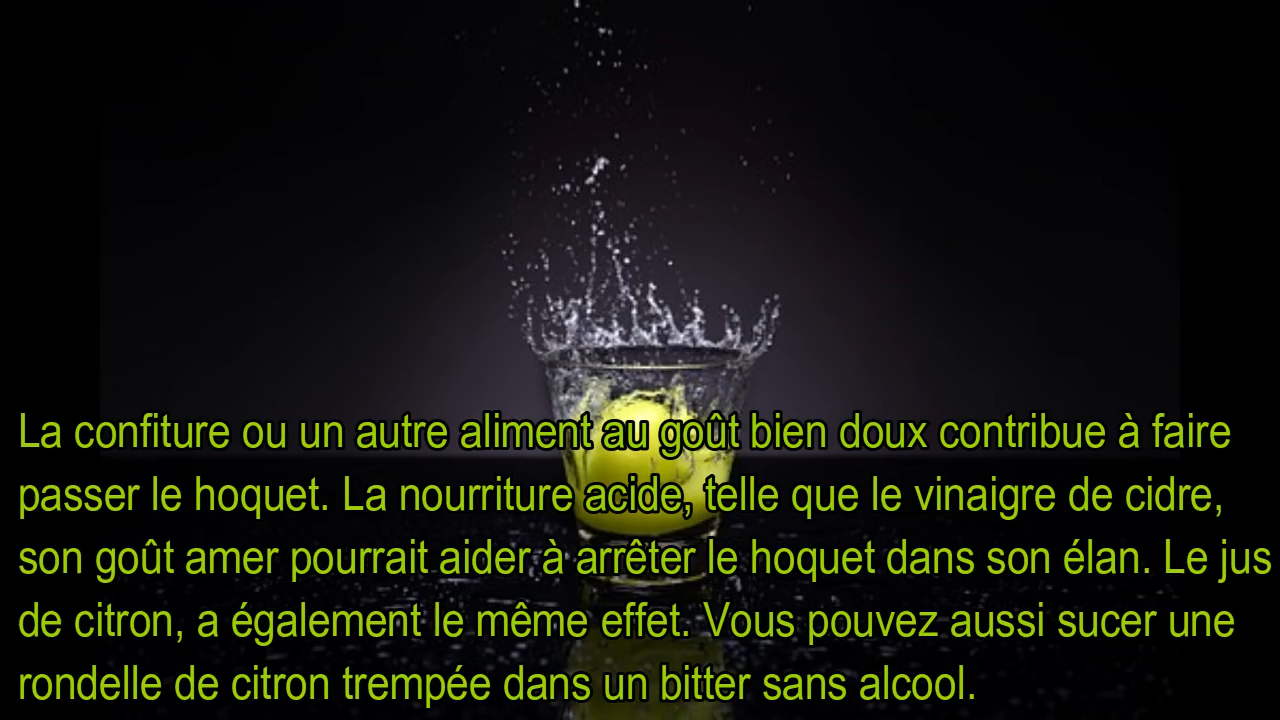 La confiture ou un autre aliment au goût bien doux contribue à faire
passer le hoquet. La nourriture acide, telle que le vinaigre de cidre,
son goût amer pourrait aider à arrêter le hoquet dans son élan. Le jus
de citron, a également le même effet. Vous pouvez aussi sucer une
rondelle de citron trempée dans un bitter sans alcool.